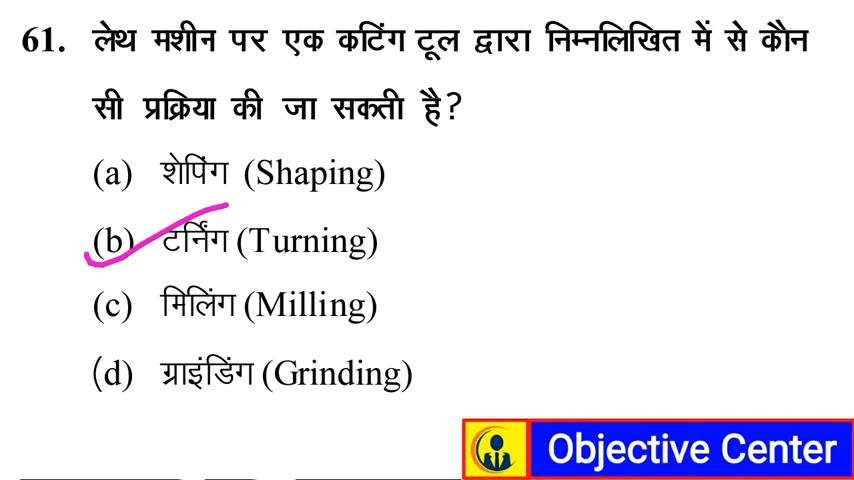 61. लेथ मशीन पर एक कटिंग टूल द्वारा निम्नलिखित में से कौन
सी प्रक्रिया की जा सकती है?
(a) शेपिंग (Shaping)
(b) टर्निंग (Turning)
(c) मिलिंग (Milling)
(d) ग्राइंडिंग (Grinding)
Objective Center